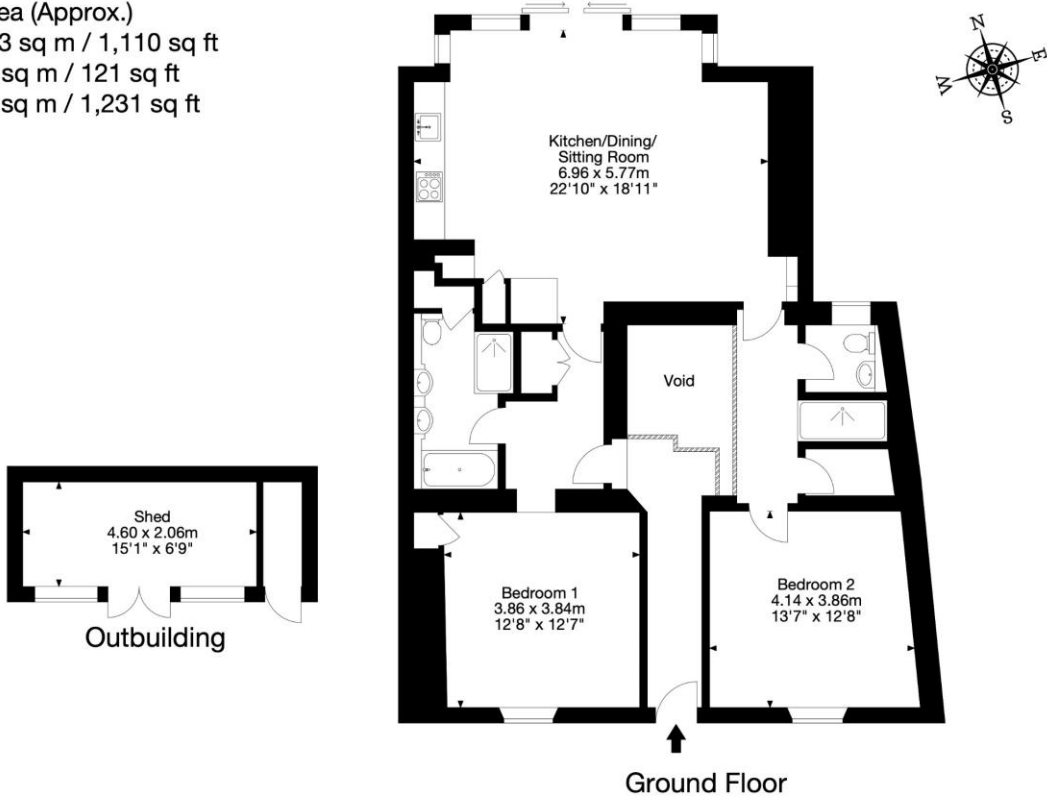 ea (Approx.)
3 sq m / 1,110 sq ft
sq m / 121 sq ft
sq m / 1,231 sq ft
N
E
W
S
Kitchen/Dining/
Sitting Room
6.96 x 5.77m
22'10" x 18'11"
Void
Shed
4.60 x 2.06m
15'1" x 6'9"
Outbuilding
Bedroom 1
3.86 x 3.84m
12'8" x 12'7"
Bedroom 2
4.14 x 3.86m
13'7" x 12'8"
Ground Floor